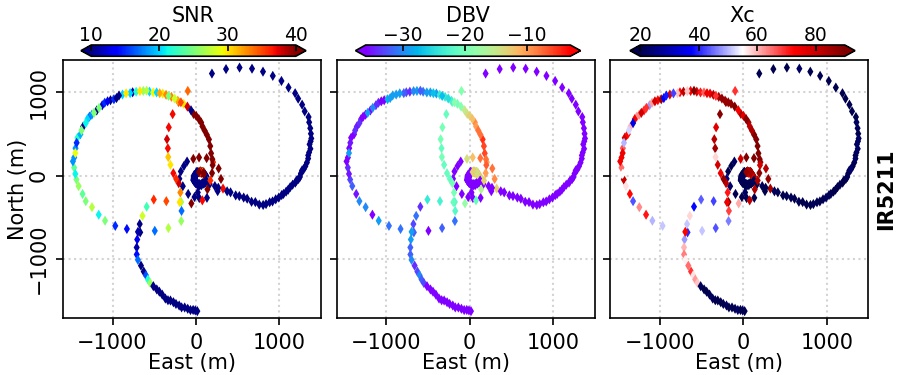 SNR
10 20 30 40
DBV
−30 −20 −10
Xc
20 40 60 80
North (m)
1000
0
−1000
−1000 0 1000
East (m)
−1000 0 1000
East (m)
−1000 0 1000
East (m)
IR5211